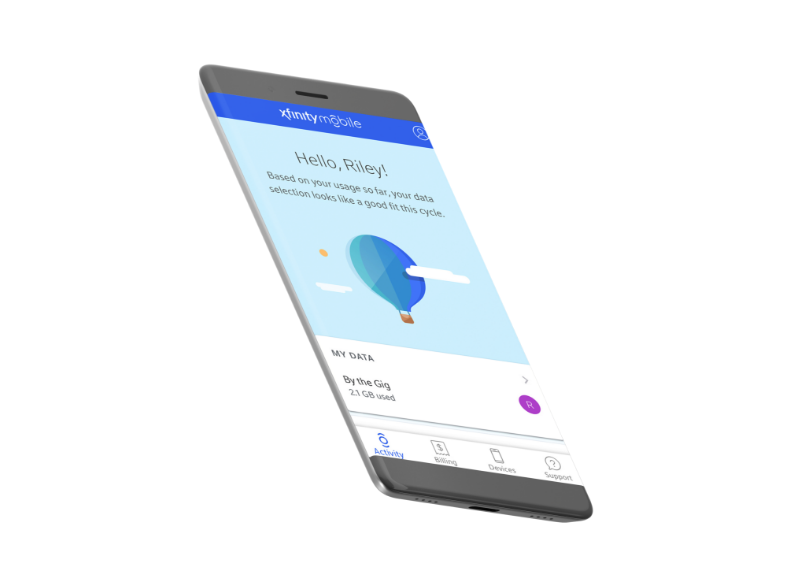 xfinity mobile
Hello, Riley!
Based on your usage so far, your data
selection looks like a good fit this cycle.
MY DATA
By the Gig
2.1 GB used
R
$
?
Activity
Billing
Devices
Support